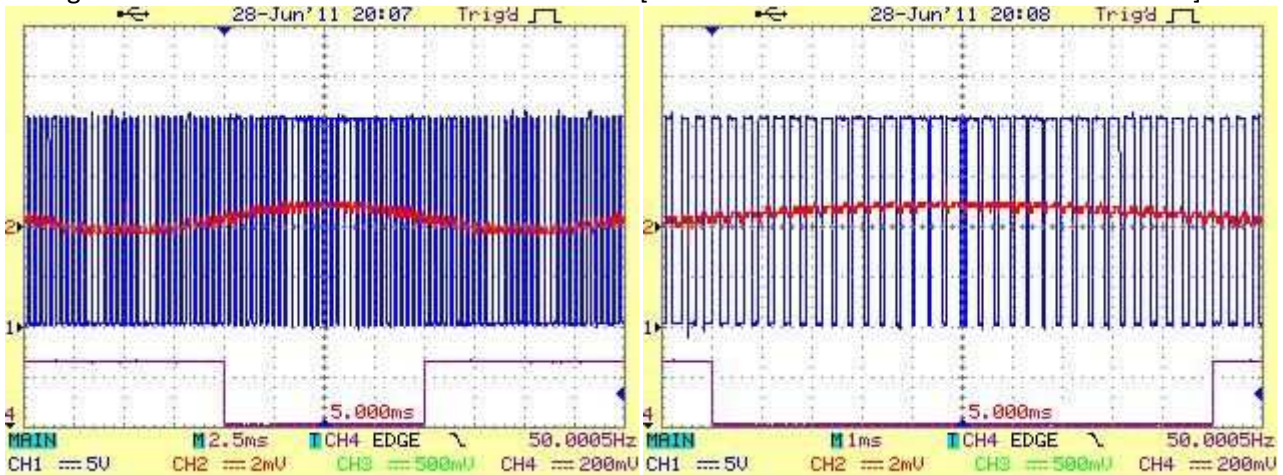 28-Jun'11 20:07 Trig'd
2
1
4
5.000ms
MAIN M 2.5ms T CH4 EDGE 50.0005Hz
CH1 5V CH2 2mV CH3 500mV CH4 200mV
28-Jun'11 20:08 Trig'd
2
1
4
5.000ms
MAIN M 1ms T CH4 EDGE 50.0005Hz
CH1 5V CH2 2mV CH3 500mV CH4 200mV